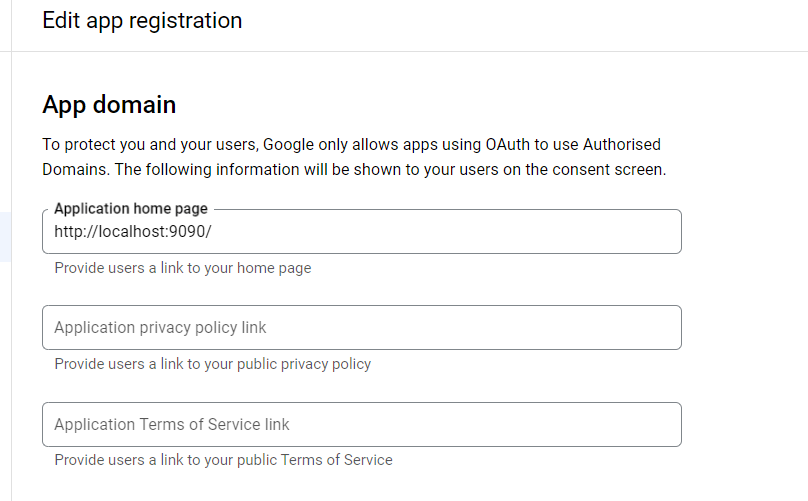 Edit app registration
App domain
To protect you and your users, Google only allows apps using OAuth to use Authorised
Domains. The following information will be shown to your users on the consent screen.
Application home page
http://localhost:9090/
Provide users a link to your home page
Application privacy policy link
Provide users a link to your public privacy policy
Application Terms of Service link
Provide users a link to your public Terms of Service